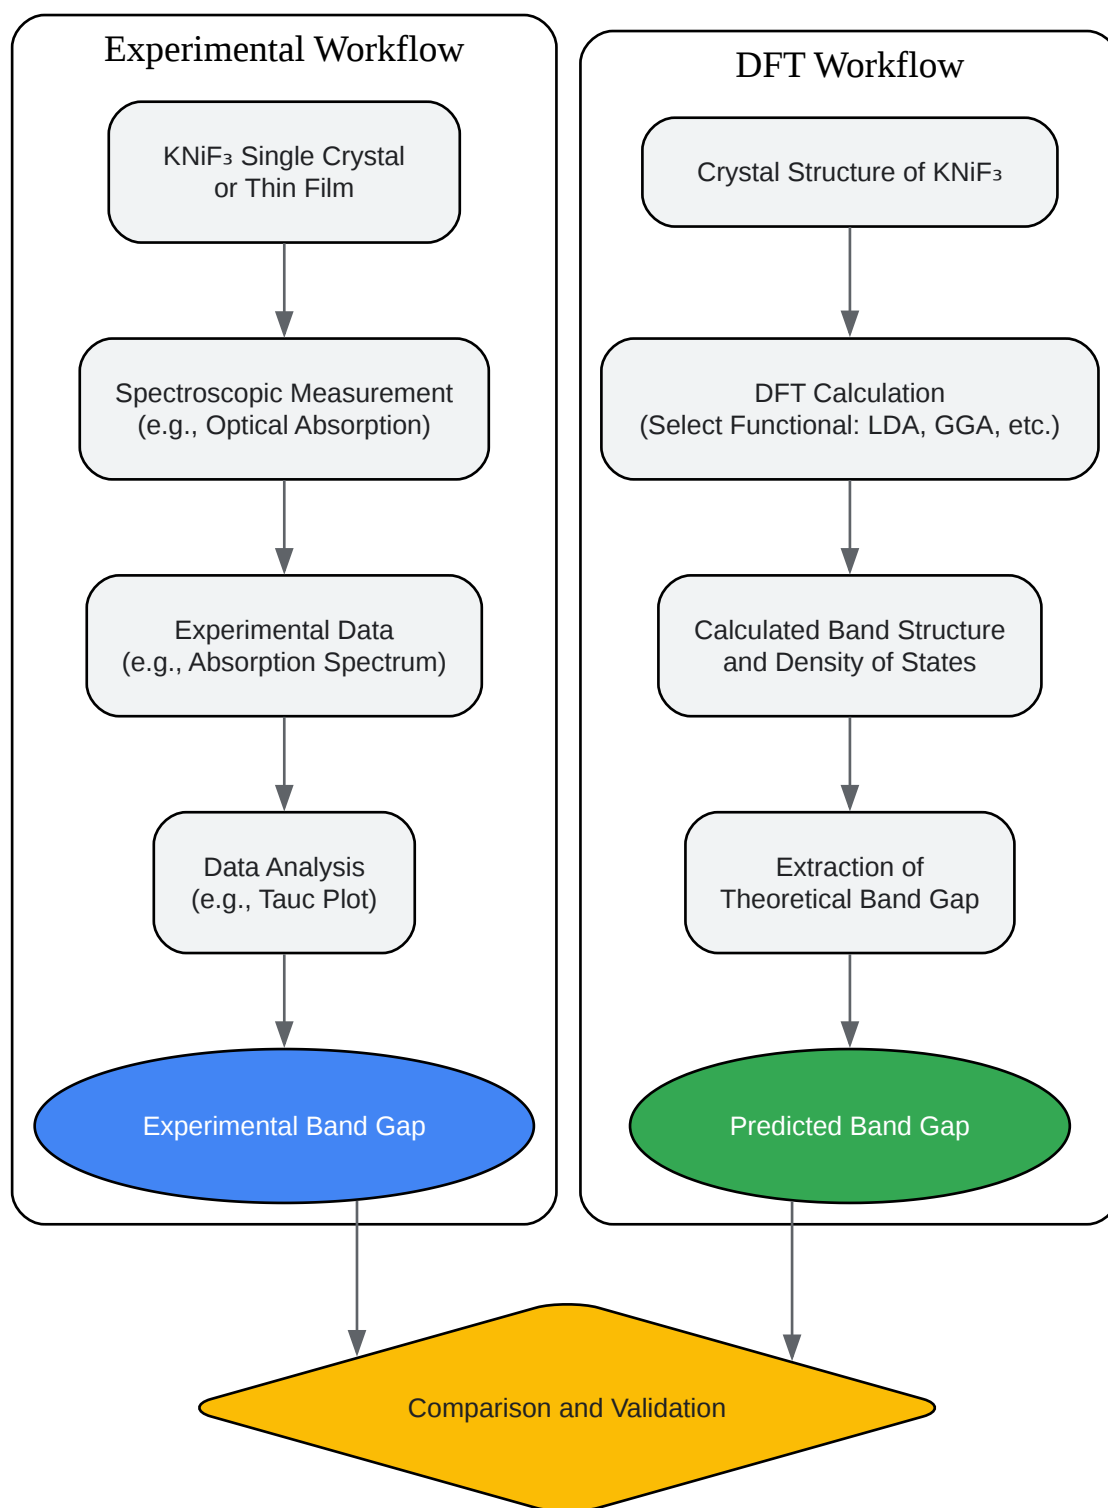 Experimental Workflow
KNiF₃ Single Crystal
or Thin Film
Spectroscopic Measurement
(e.g., Optical Absorption)
Experimental Data
(e.g., Absorption Spectrum)
Data Analysis
(e.g., Tauc Plot)
Experimental Band Gap
DFT Workflow
Crystal Structure of KNiF₃
DFT Calculation
(Select Functional: LDA, GGA, etc.)
Calculated Band Structure
and Density of States
Extraction of
Theoretical Band Gap
Predicted Band Gap
Comparison and Validation